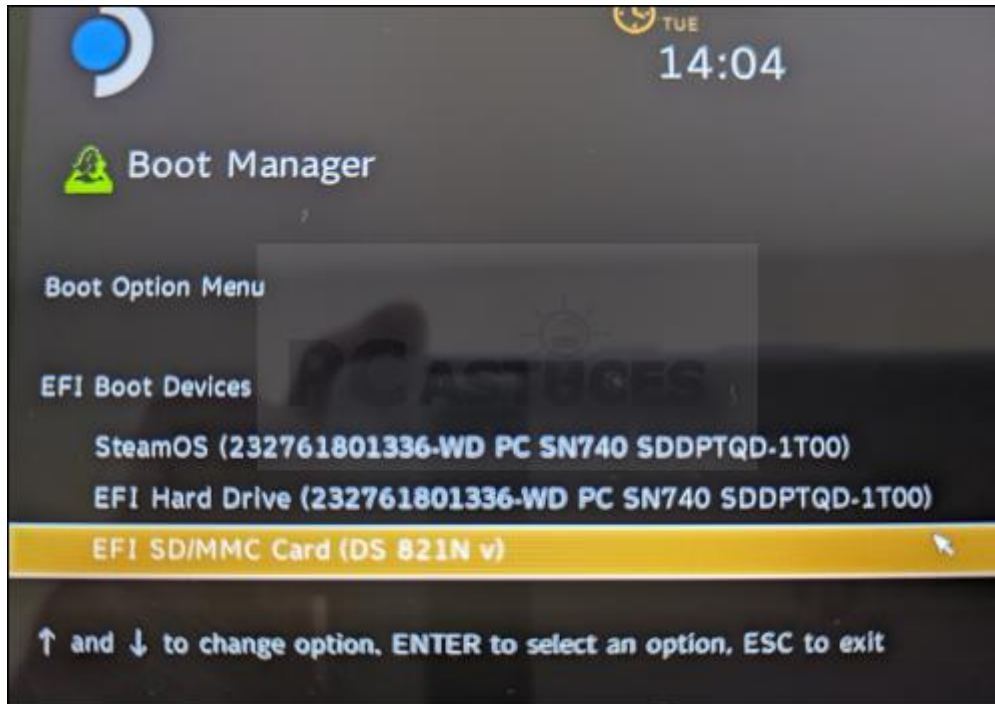 TUE
14:04
Boot Manager
Boot Option Menu
PC ASTUCES
EFI Boot Devices
SteamOS (232761801336-WD PC SN740 SDDPTQD-1T00)
EFI Hard Drive (232761801336-WD PC SN740 SDDPTQD-1T00)
EFI SD/MMC Card (DS 821N v)
↑ and ↓ to change option, ENTER to select an option, ESC to exit